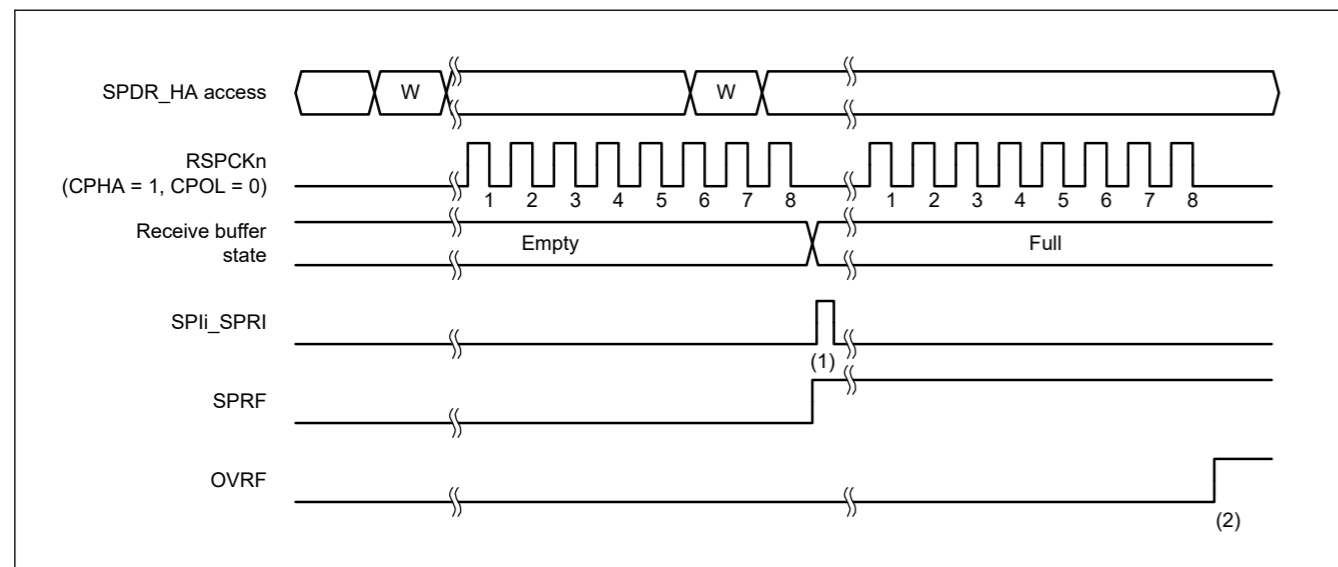 SPDR_HA access
W
W
RSPCKn
(CPHA = 1, CPOL = 0)
1 2 3 4 5 6 7 8
1 2 3 4 5 6 7 8
Receive buffer
state
Empty
Full
SPIi_SPRI
(1)
SPRF
OVRF
(2)